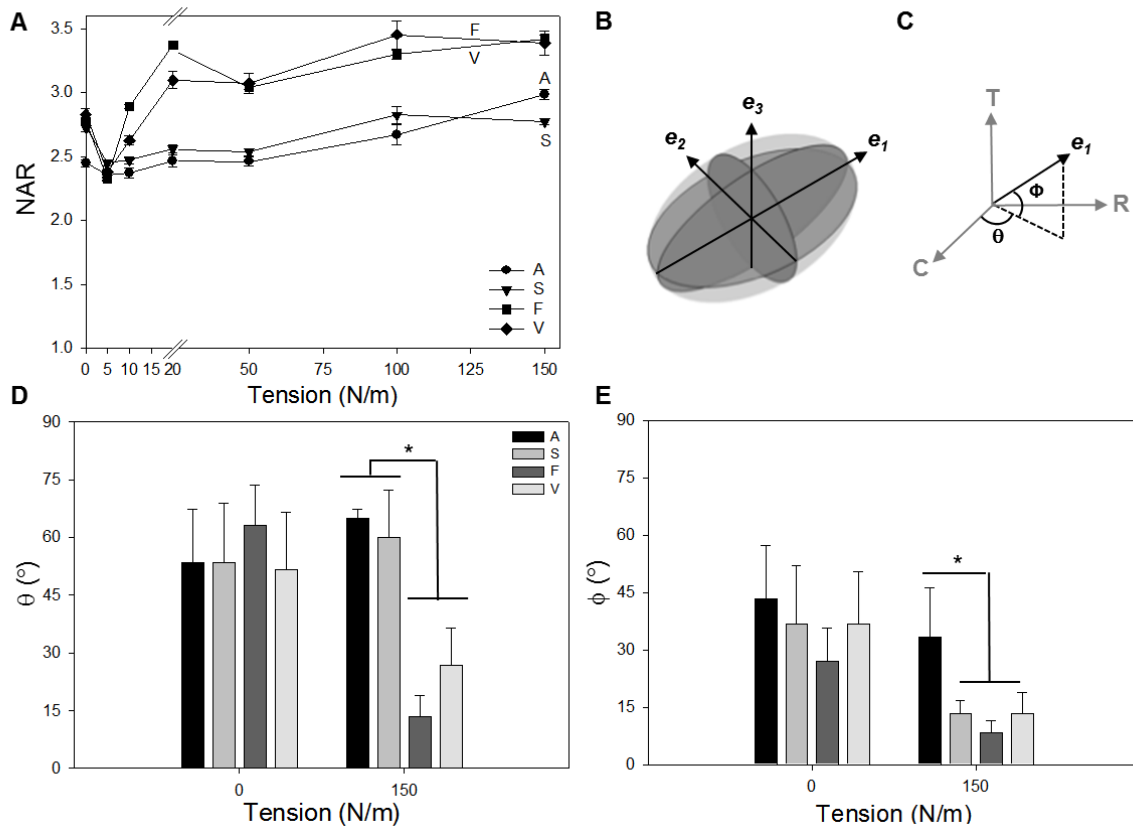 A
NAR
3.5
3.0
2.5
2.0
1.5
1.0
F
V
A
S
A
S
F
V
0 5 10 15 20 50 75 100 125 150
Tension (N/m)
B
e3
e2
e1
C
T
e1
Φ
R
θ
C
D
θ (°)
90
75
60
45
30
15
0
*
A
S
F
V
0 150
Tension (N/m)
E
ϕ (°)
90
75
60
45
30
15
0
*
0 150
Tension (N/m)